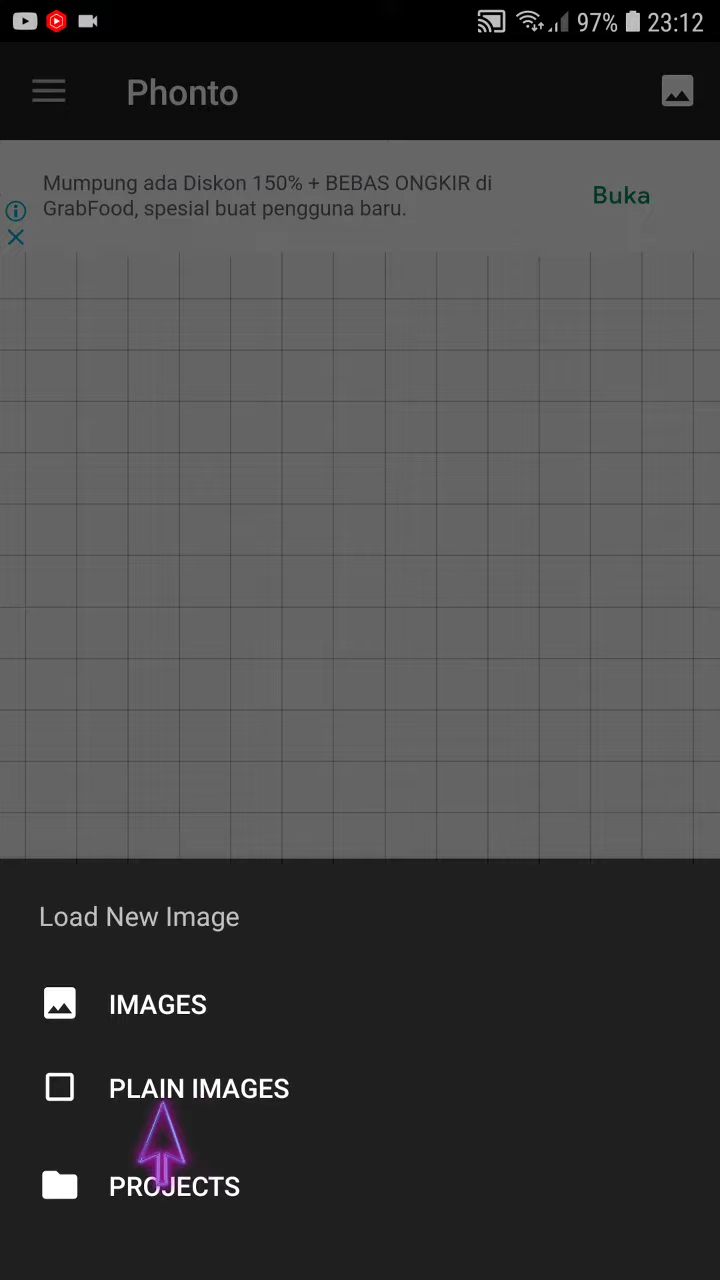 97% 23:12
Phonto
Mumpung ada Diskon 150% + BEBAS ONGKIR di
GrabFood, spesial buat pengguna baru.
Buka
Load New Image
IMAGES
PLAIN IMAGES
PROJECTS